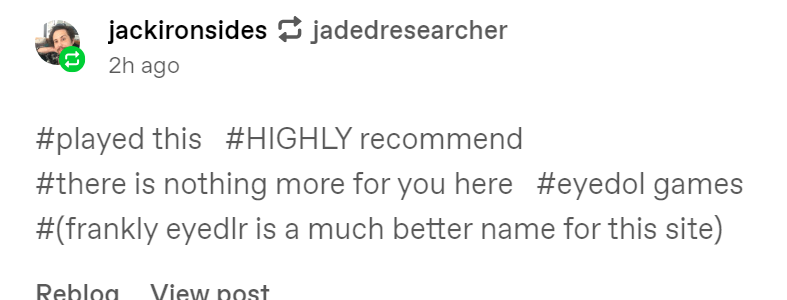 jackironsides jadedresearcher
2h ago
#played this #HIGHLY recommend
#there is nothing more for you here #eyedol games
#(frankly eyedlr is a much better name for this site)
Reblog View post